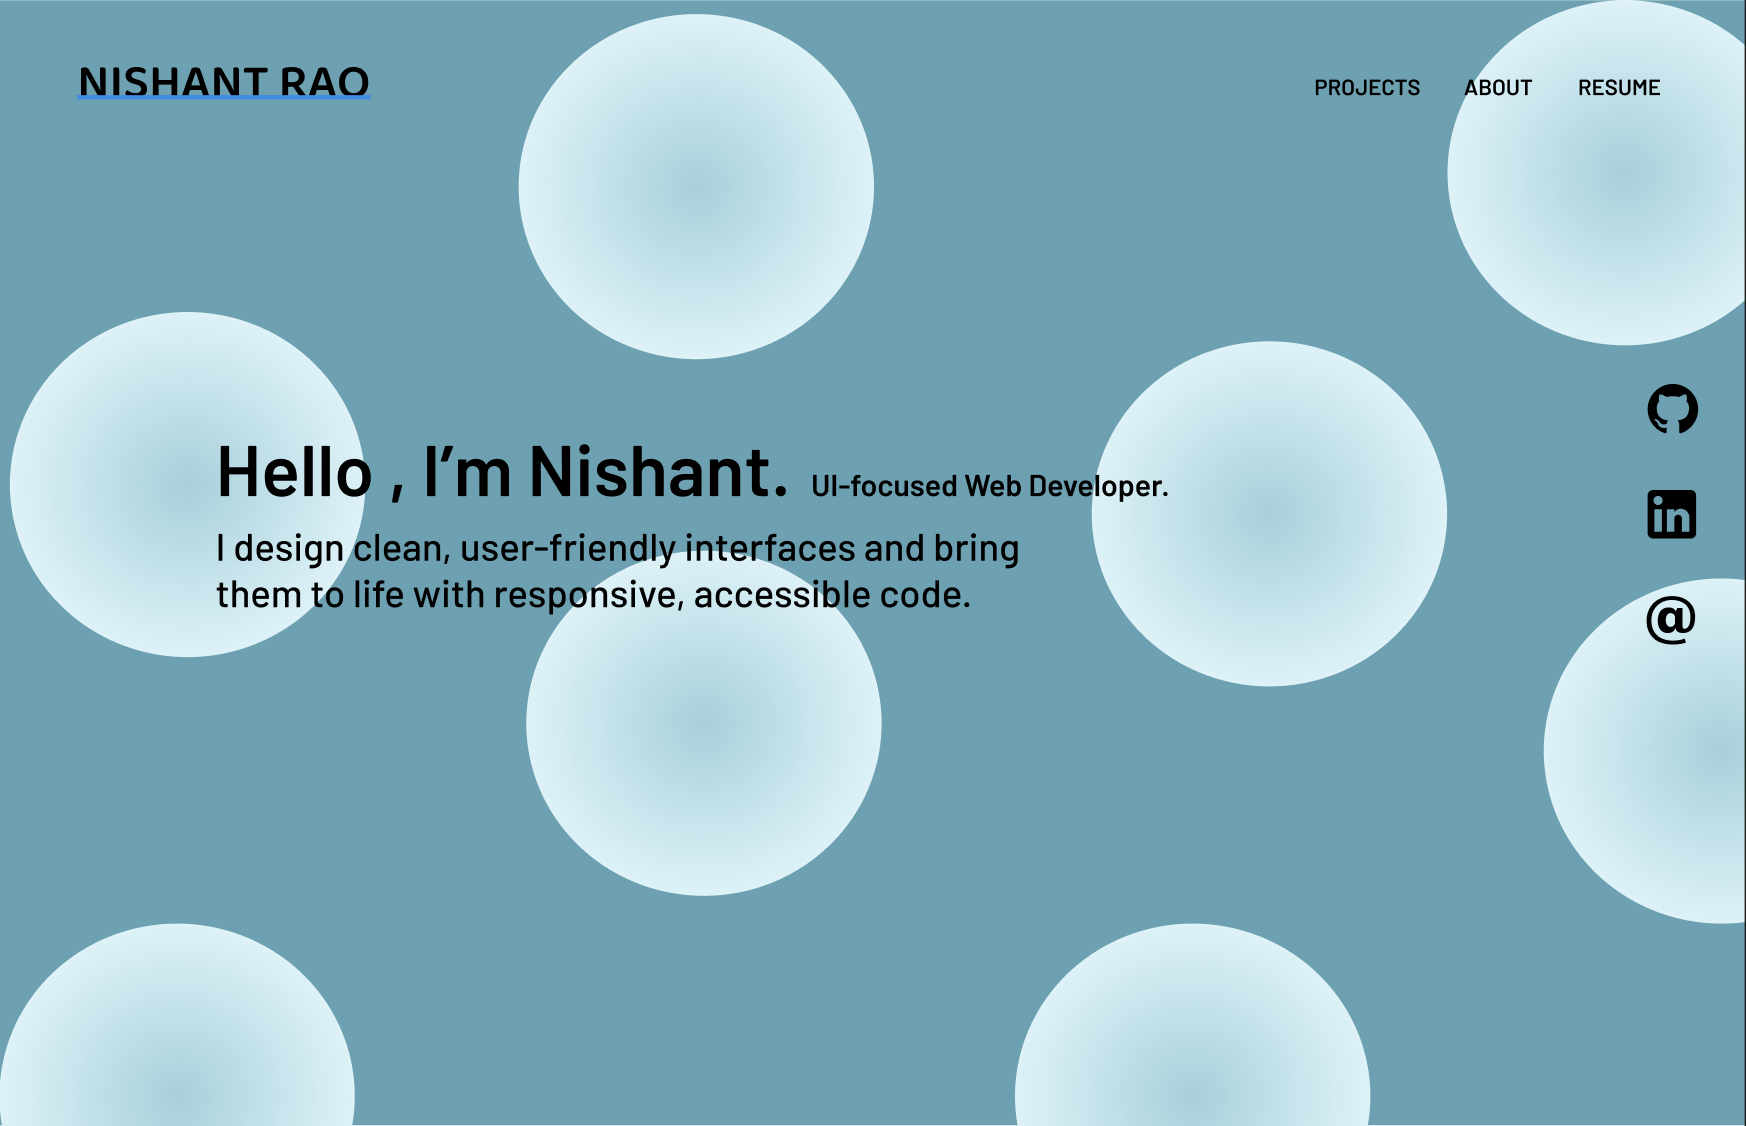 NISHANT RAO
PROJECTS ABOUT RESUME
Hello , I’m Nishant. UI-focused Web Developer.
I design clean, user-friendly interfaces and bring
them to life with responsive, accessible code.
in
@